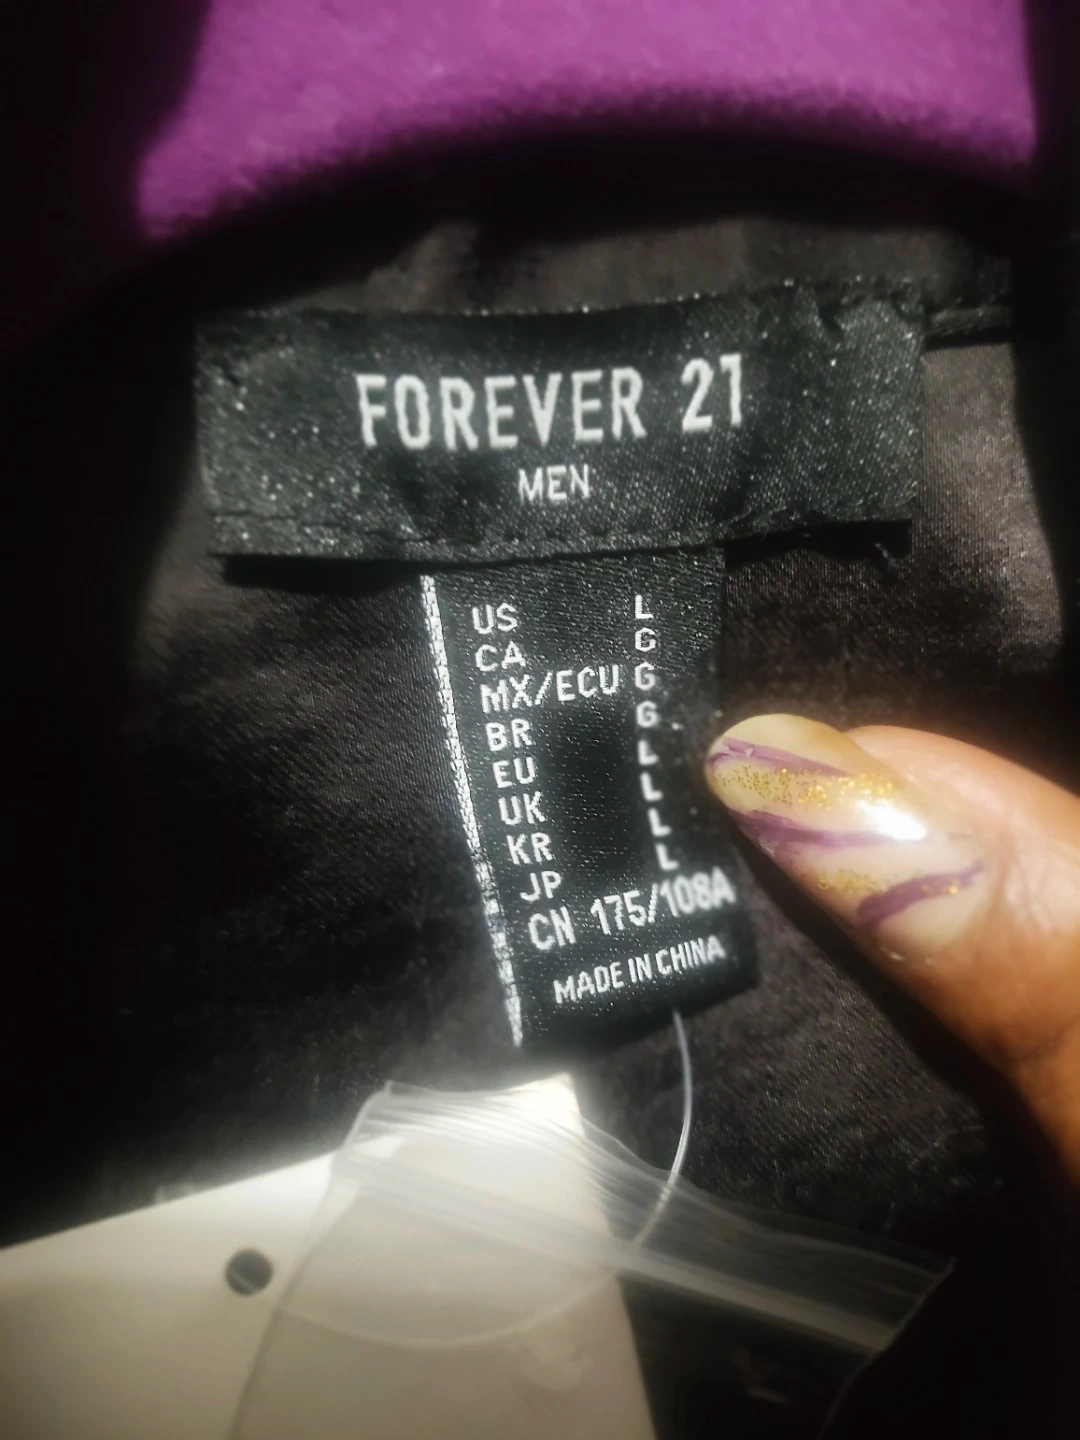 FOREVER 21
MEN
US L
CA G
MX/ECU G
BR G
EU L
UK L
KR L
JP L
CN 175/108A
MADE IN CHINA